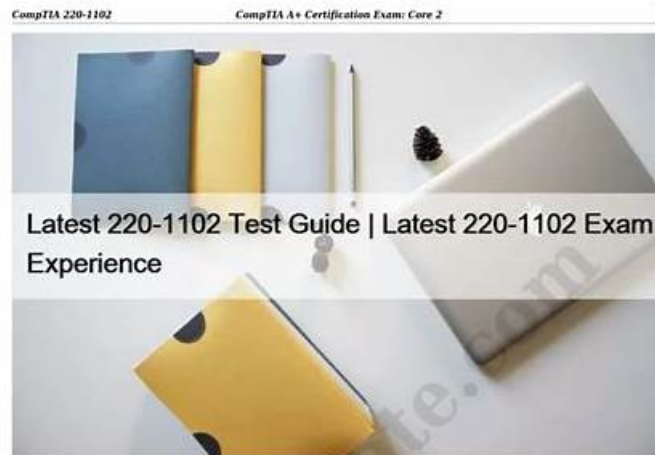 CompTIA 220-1102
CompTIA A+ Certification Exam: Core 2
Latest 220-1102 Test Guide | Latest 220-1102 Exam
Experience